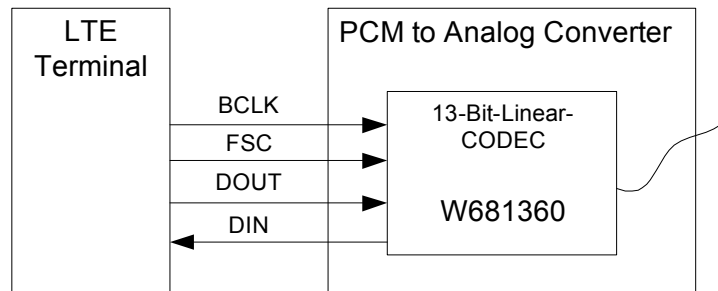 LTE
Terminal
PCM to Analog Converter
BCLK
FSC
DOUT
DIN
13-Bit-Linear-
CODEC
W681360